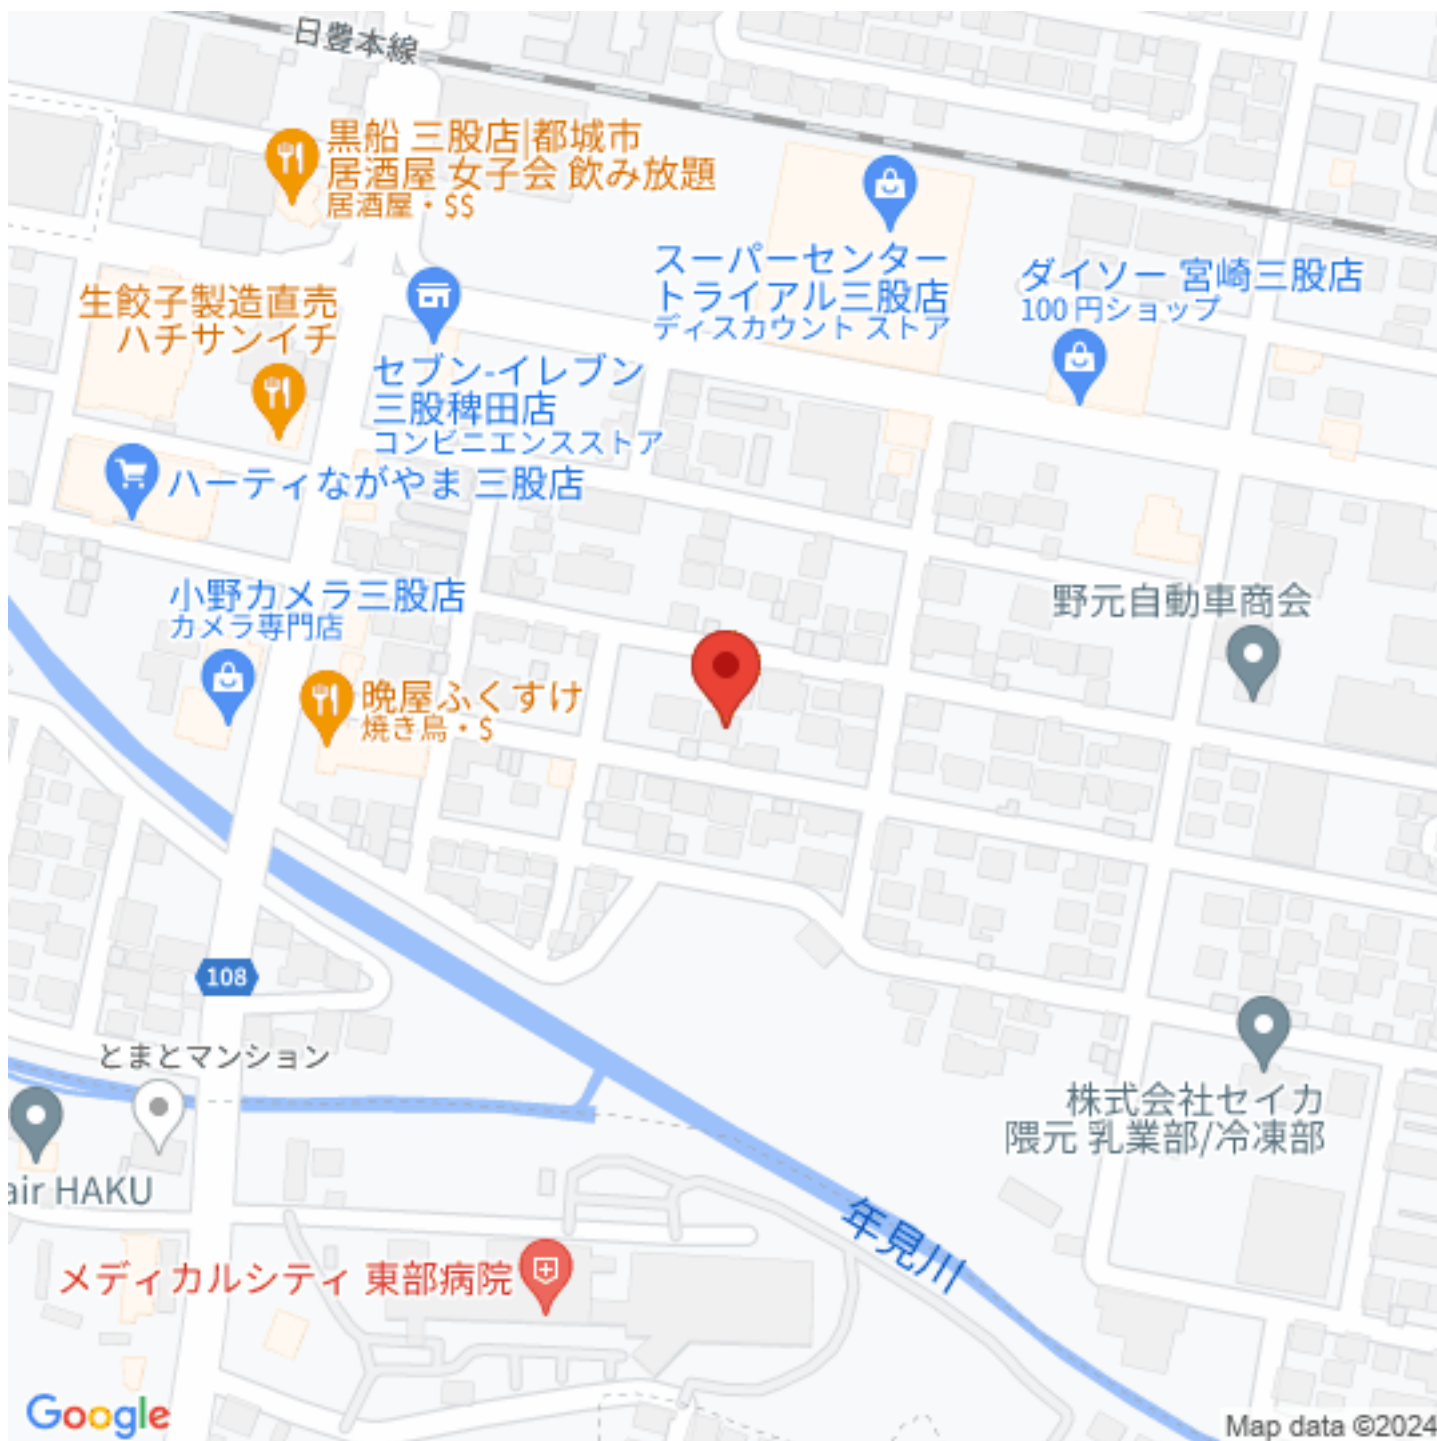 日豊本線
黒船 三股店|都城市
居酒屋 女子会 飲み放題
居酒屋・$$
スーパーセンター
トライアル三股店
ディスカウント ストア
ダイソー 宮崎三股店
100 円ショップ
生餃子製造直売
ハチサンイチ
セブン-イレブン
三股稗田店
コンビニエンスストア
ハーティながやま 三股店
小野カメラ三股店
カメラ専門店
野元自動車商会
晩屋ふくすけ
焼き鳥・$
108
とまとマンション
株式会社セイカ
隈元 乳業部/冷凍部
air HAKU
年見川
メディカルシティ 東部病院
Google
Map data ©2024